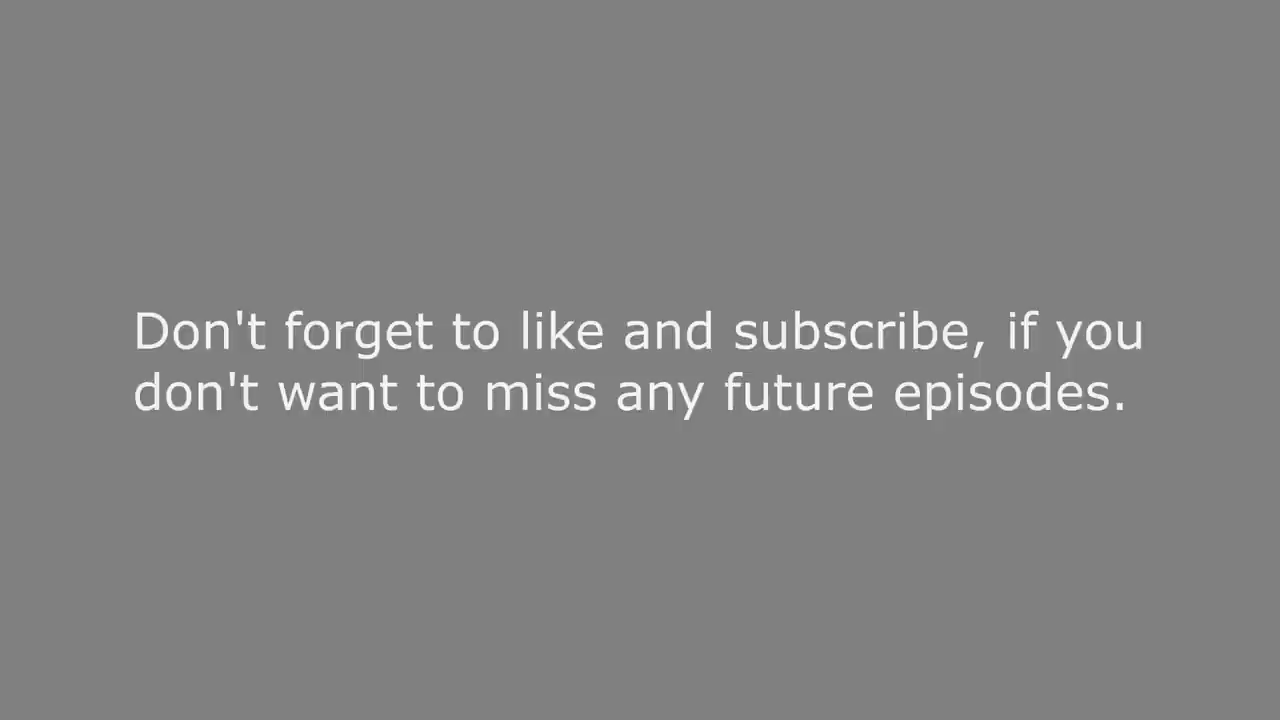 Don't forget to like and subscribe, if you
don't want to miss any future episodes.